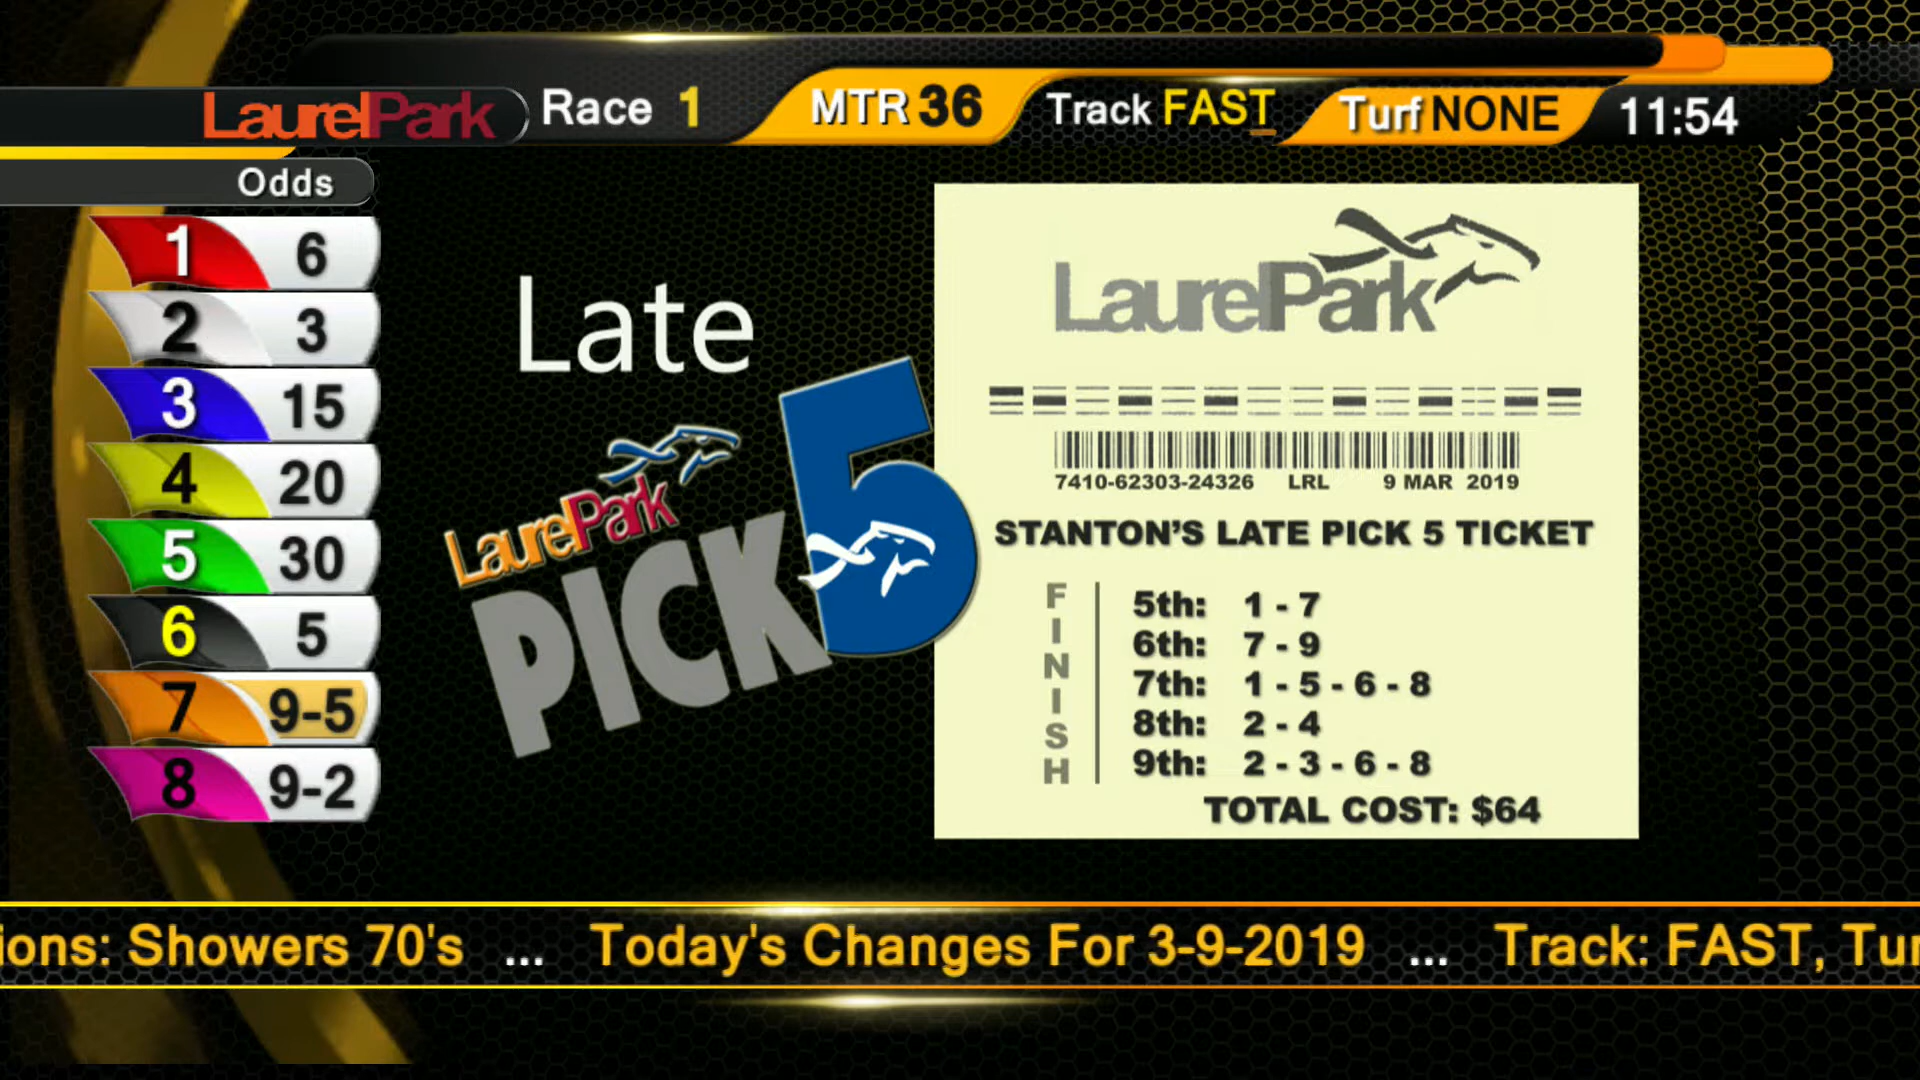 LaurelPark Race 1 MTR 36 Track FAST Turf NONE 11:54
Odds
1 6
2 3
3 15
4 20
5 30
6 5
7 9-5
8 9-2
Late
LaurelPark
PICK 5
LaurelPark
7410-62303-24326 LRL 9 MAR 2019
STANTON'S LATE PICK 5 TICKET
FINISH
5th: 1 - 7
6th: 7 - 9
7th: 1 - 5 - 6 - 8
8th: 2 - 4
9th: 2 - 3 - 6 - 8
TOTAL COST: $64
ions: Showers 70's ... Today's Changes For 3-9-2019 ... Track: FAST, Tur